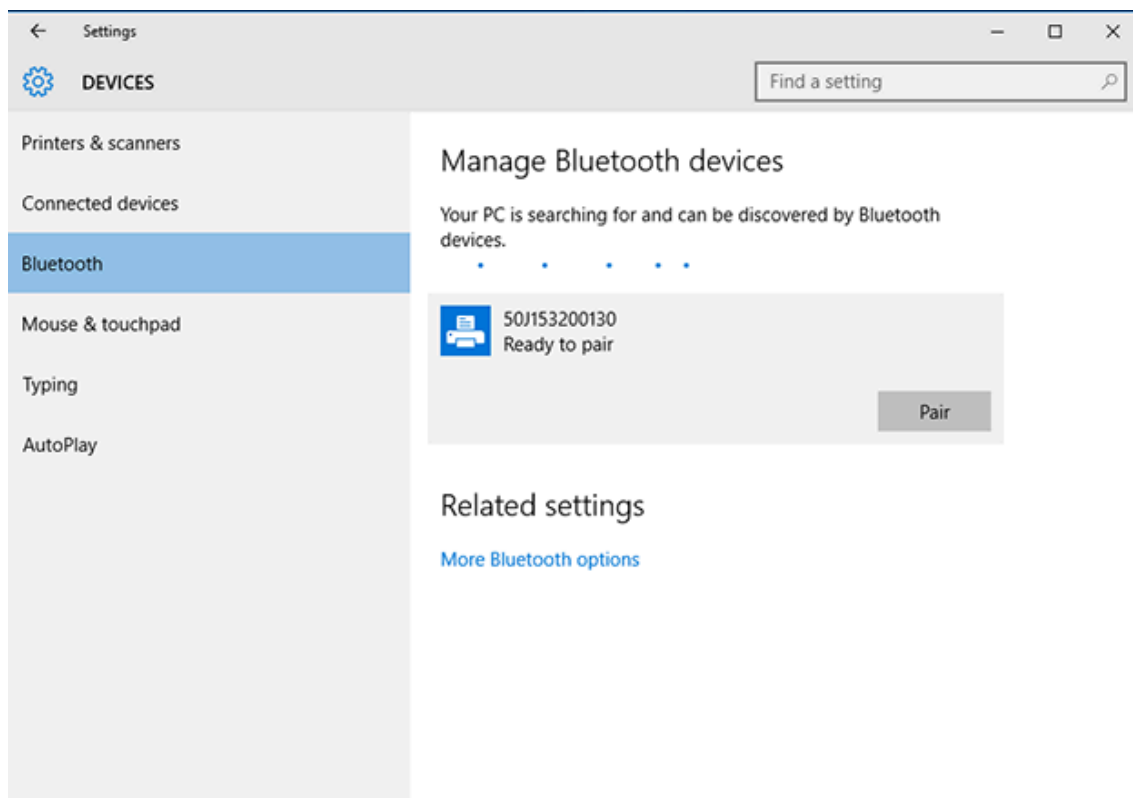 Settings
DEVICES
Find a setting
Printers & scanners
Connected devices
Bluetooth
Mouse & touchpad
Typing
AutoPlay
Manage Bluetooth devices
Your PC is searching for and can be discovered by Bluetooth
devices.
50J153200130
Ready to pair
Pair
Related settings
More Bluetooth options